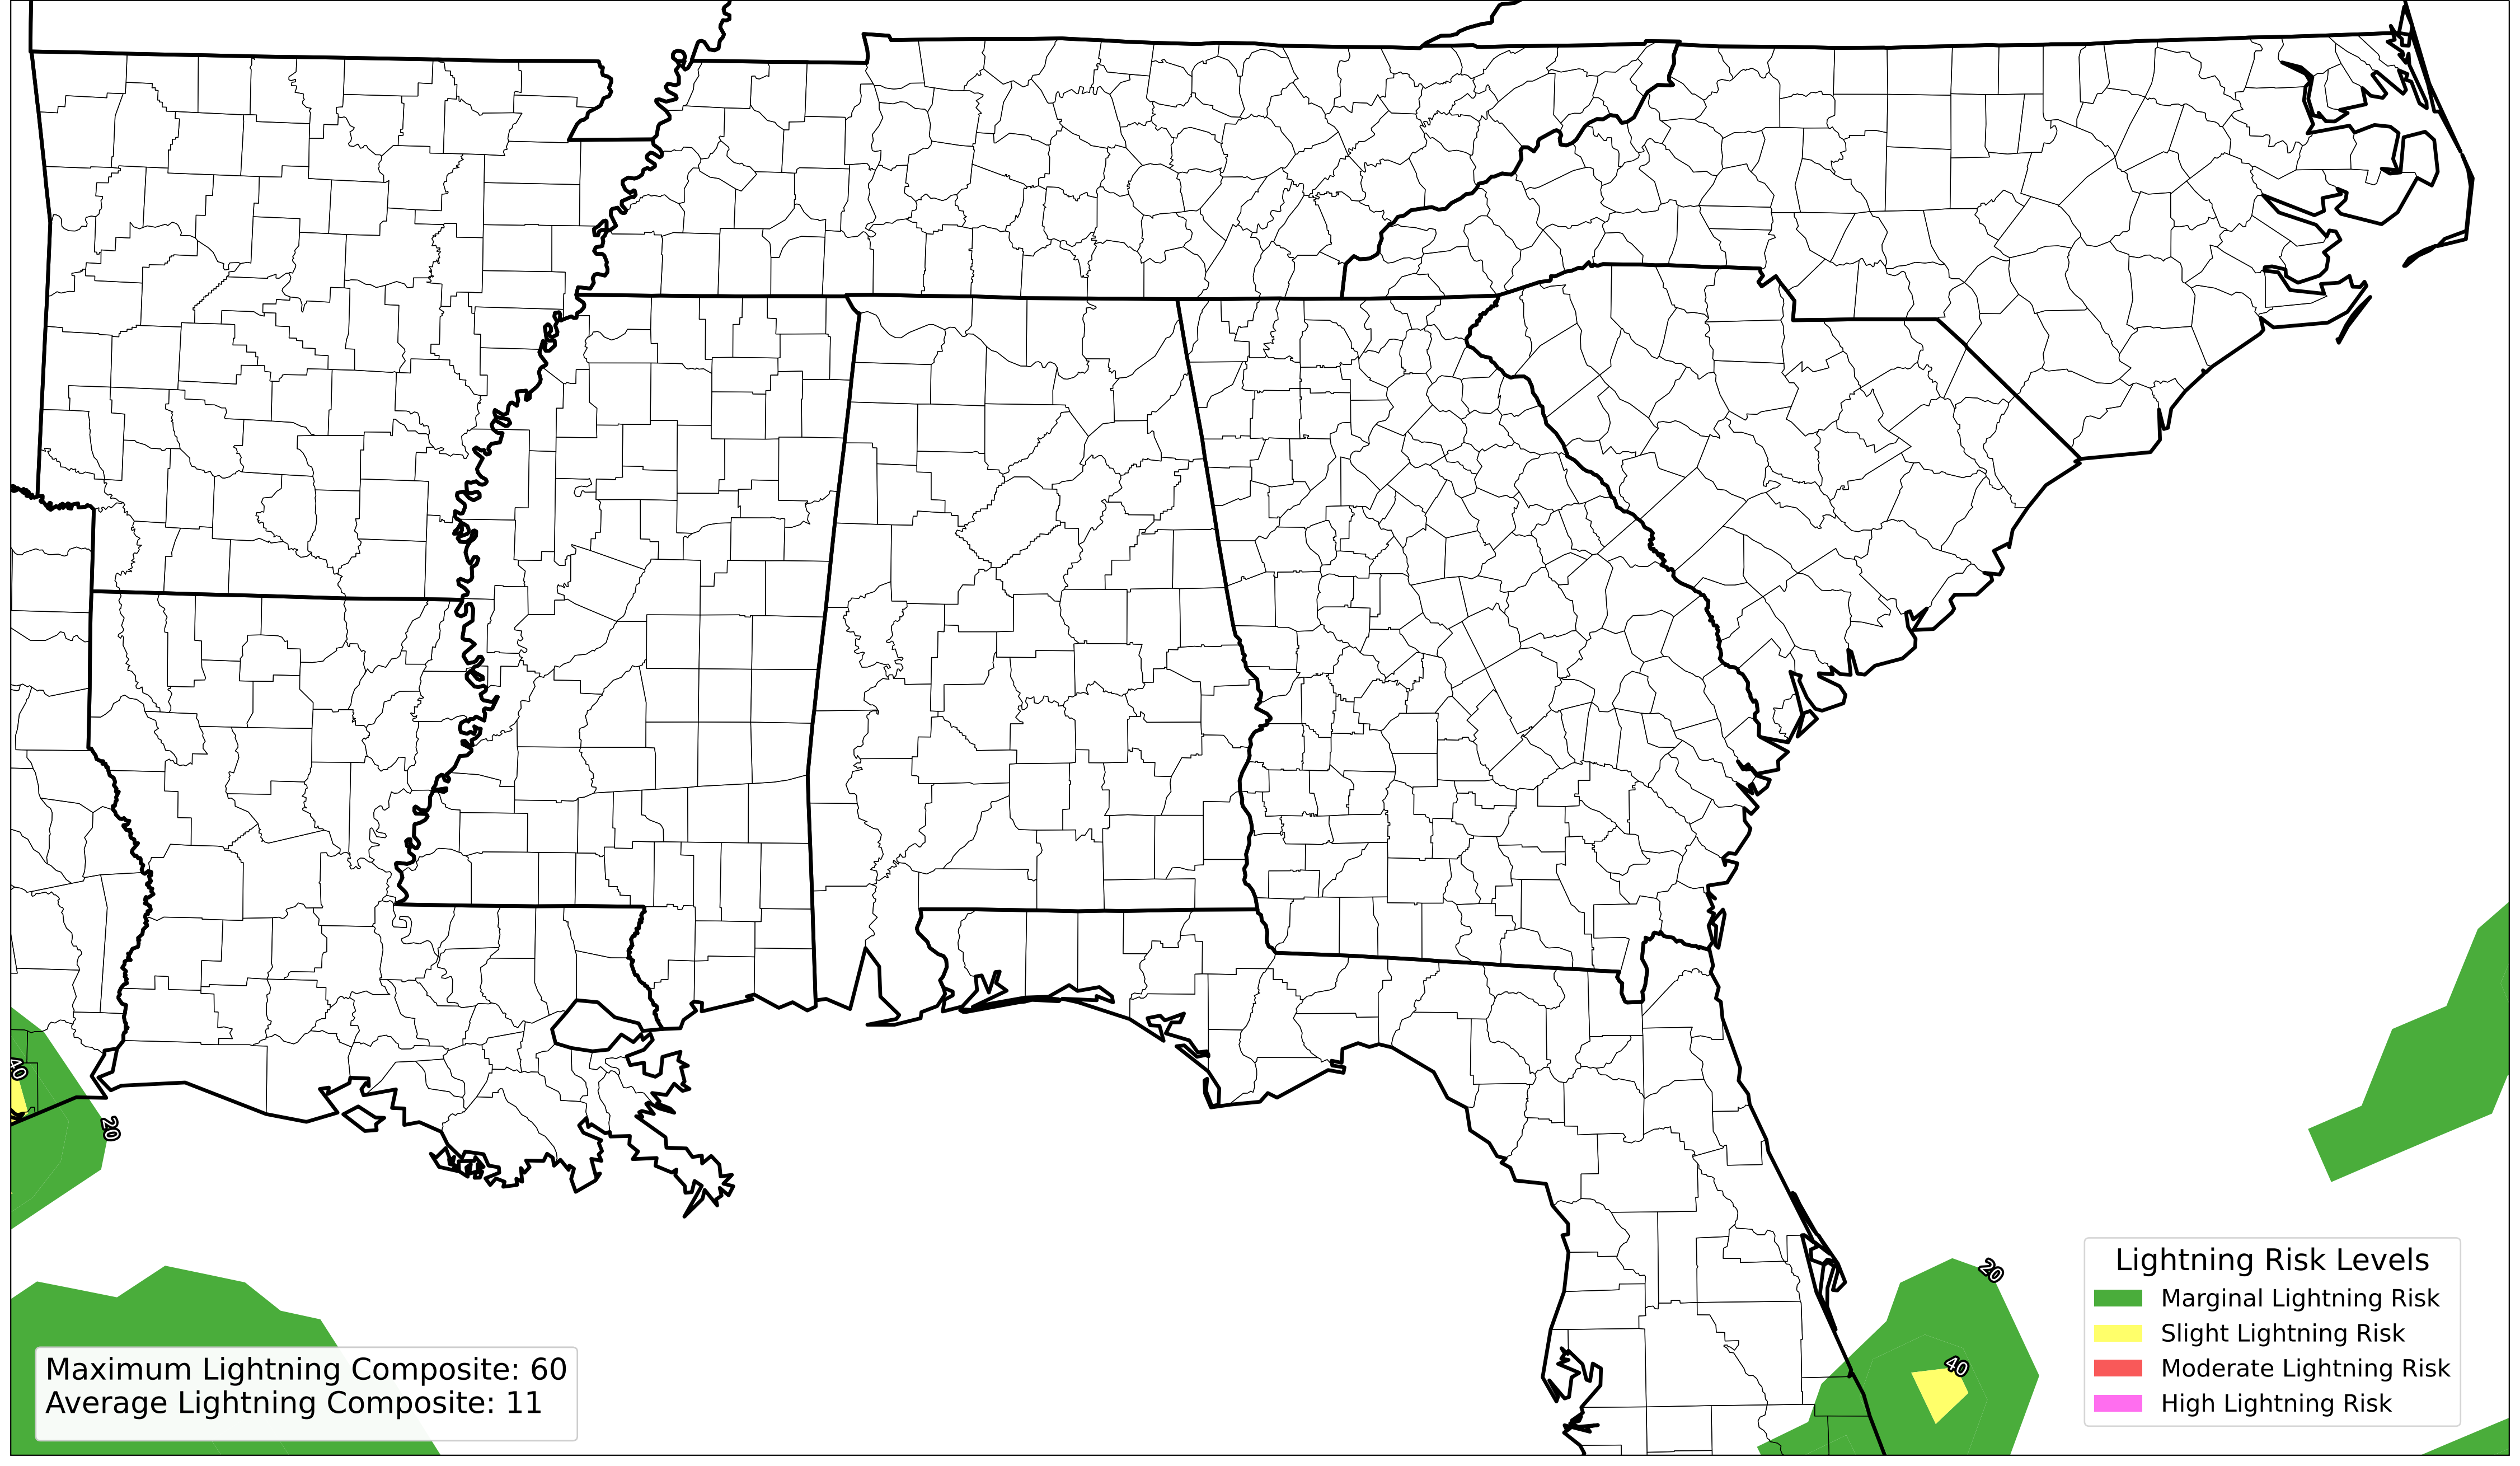 40
20
20
40
Lightning Risk Levels
Marginal Lightning Risk
Slight Lightning Risk
Moderate Lightning Risk
High Lightning Risk
Maximum Lightning Composite: 60
Average Lightning Composite: 11